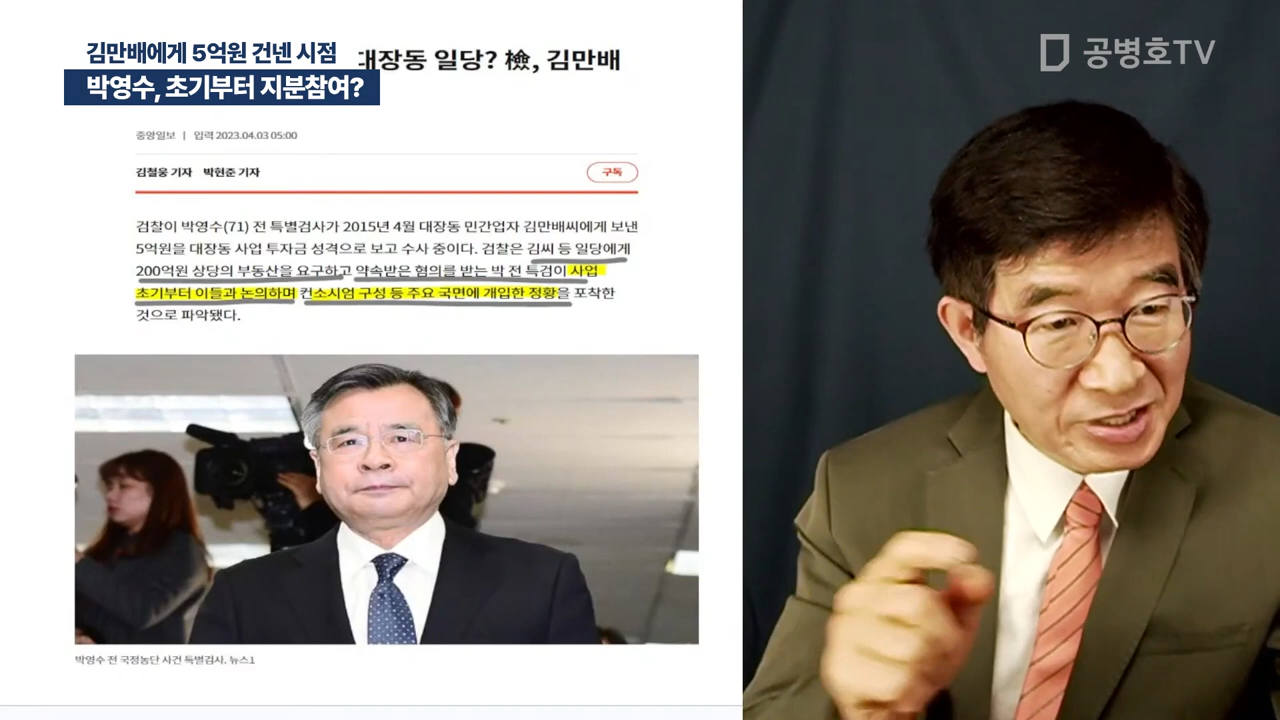 김만배에게 5억원 건넨 시점
박영수, 초기부터 지분참여?
대장동 일당? 檢, 김만배
공병호TV
중앙일보 | 입력 2023.04.03 05:00
김철웅 기자 박현준 기자
구독
검찰이 박영수(71) 전 특별검사가 2015년 4월 대장동 민간업자 김만배씨에게 보낸
5억원을 대장동 사업 투자금 성격으로 보고 수사 중이다. 검찰은 김씨 등 일당에게
200억원 상당의 부동산을 요구하고 약속받은 혐의를 받는 박 전 특검이 사업
초기부터 이들과 논의하며 컨소시엄 구성 등 주요 국면에 개입한 정황을 포착한
것으로 파악됐다.
박영수 전 국정농단 사건 특별검사. 뉴스1